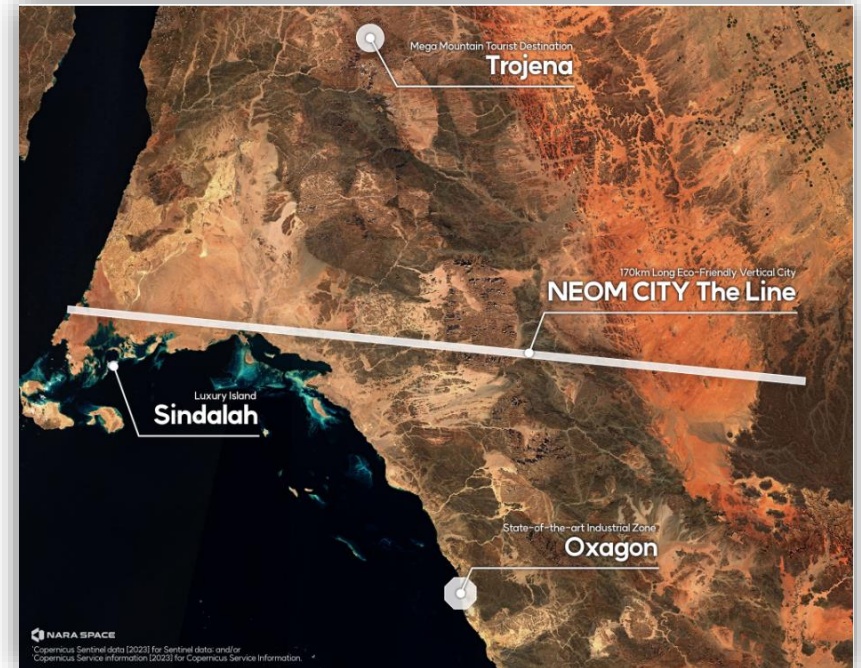 Mega Mountain Tourist Destination
Trojena
170km Long Eco-Friendly Vertical City
NEOM CITY The Line
Luxury Island
Sindalah
State-of-the-art Industrial Zone
Oxagon
NARA SPACE
'Copernicus Sentinel data [2023] for Sentinel data: and/or
'Copernicus Service information [2023] for Copernicus Service Information.